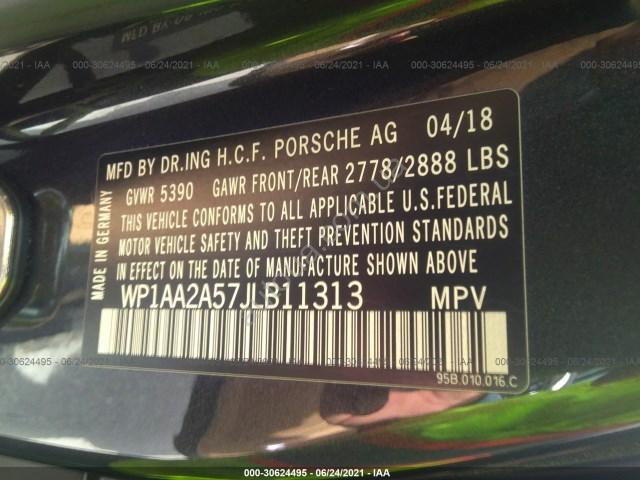 MFD BY DR.ING H.C.F. PORSCHE AG 04/18
GVWR 5390 GAWR FRONT/REAR 2778/2888 LBS
THIS VEHICLE CONFORMS TO ALL APPLICABLE U.S.FEDERAL
MOTOR VEHICLE SAFETY AND THEFT PREVENTION STANDARDS
IN EFFECT ON THE DATE OF MANUFACTURE SHOWN ABOVE
WP1AA2A57JLB11313 MPV
95B.010.016.C
MADE IN GERMANY
000-30624495 - 06/24/2021 - IAA